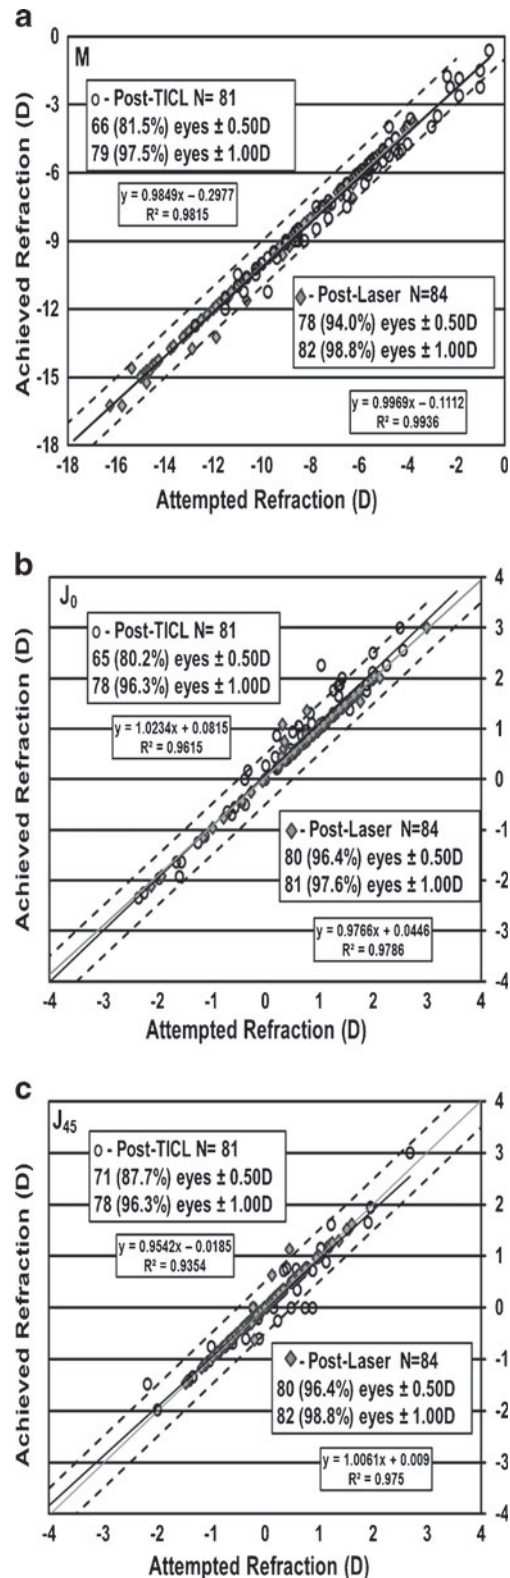 a
M
Achieved Refraction (D)
0
-3
-6
-9
-12
-15
-18
O - Post-TICL N= 81
66 (81.5%) eyes ± 0.50D
79 (97.5%) eyes ± 1.00D
y = 0.9849x – 0.2977
R² = 0.9815
◆ - Post-Laser N=84
78 (94.0%) eyes ± 0.50D
82 (98.8%) eyes ± 1.00D
y = 0.9969x – 0.1112
R² = 0.9936
-18 -16 -14 -12 -10 -8 -6 -4 -2 0
Attempted Refraction (D)
b
J0
Achieved Refraction (D)
O - Post-TICL N= 81
65 (80.2%) eyes ± 0.50D
78 (96.3%) eyes ± 1.00D
y = 1.0234x + 0.0815
R² = 0.9615
◆ - Post-Laser N=84
80 (96.4%) eyes ± 0.50D
81 (97.6%) eyes ± 1.00D
y = 0.9766x + 0.0446
R² = 0.9786
4
3
2
1
0
-1
-2
-3
-4
-4 -3 -2 -1 0 1 2 3 4
Attempted Refraction (D)
c
J45
Achieved Refraction (D)
O - Post-TICL N= 81
71 (87.7%) eyes ± 0.50D
78 (96.3%) eyes ± 1.00D
y = 0.9542x – 0.0185
R² = 0.9354
◆ - Post-Laser N=84
80 (96.4%) eyes ± 0.50D
82 (98.8%) eyes ± 1.00D
y = 1.0061x + 0.009
R² = 0.975
4
3
2
1
0
-1
-2
-3
-4
-4 -3 -2 -1 0 1 2 3 4
Attempted Refraction (D)